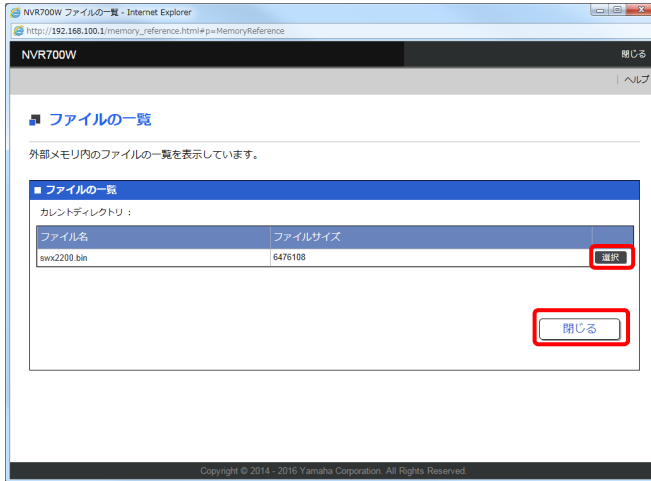 NVR700W ファイルの一覧 - Internet Explorer
http://192.168.100.1/memory_reference.html#p=MemoryReference
NVR700W 閉じる
| ヘルプ
ファイルの一覧
外部メモリ内のファイルの一覧を表示しています。
■ ファイルの一覧
カレントディレクトリ :
ファイル名 ファイルサイズ
swx2200.bin 6476108 選択
閉じる
Copyright © 2014 - 2016 Yamaha Corporation. All Rights Reserved.